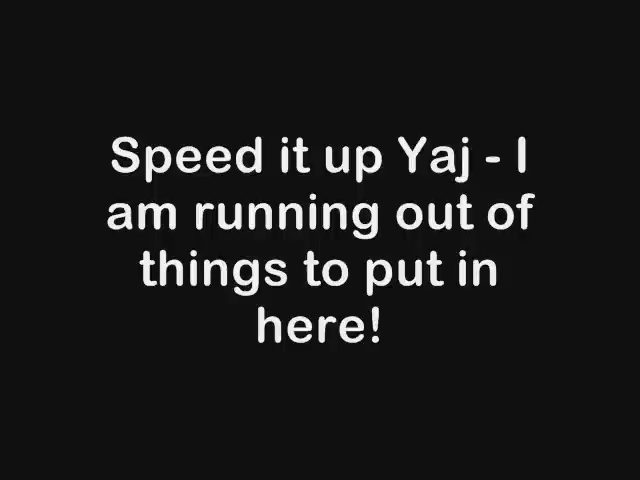 Speed it up Yaj - I
am running out of
things to put in
here!